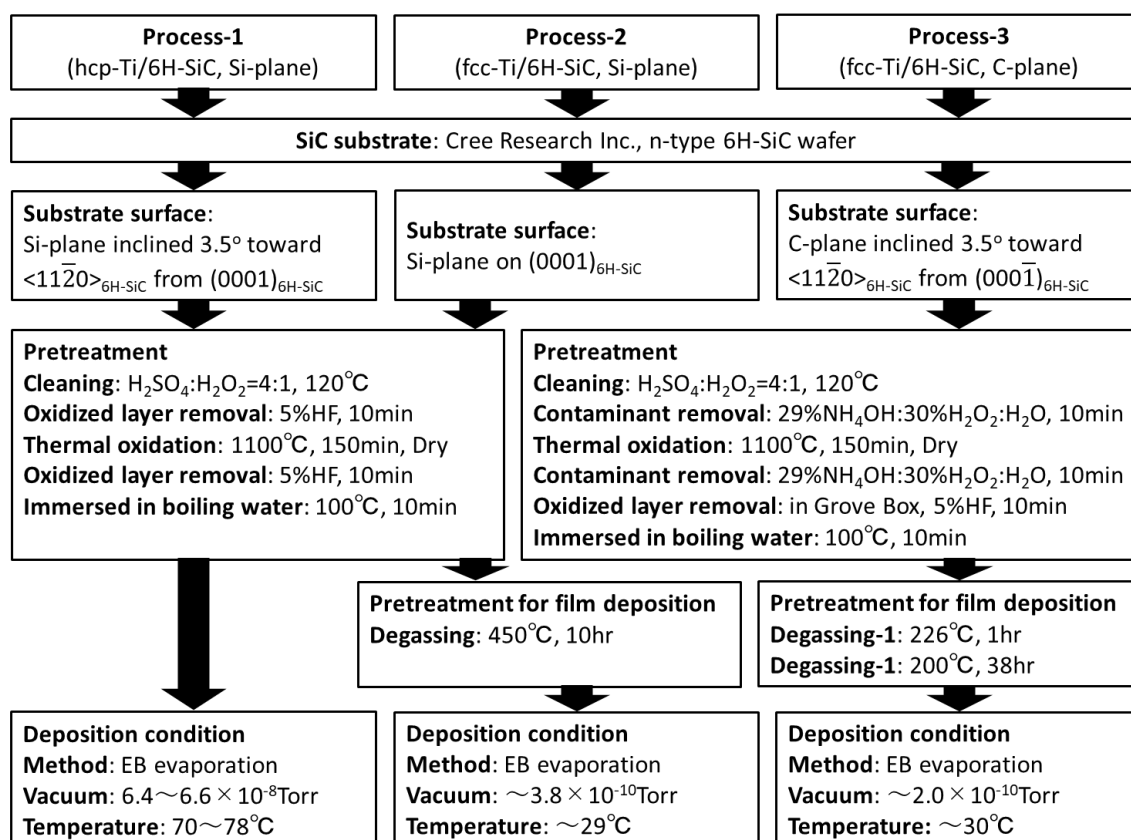 Process-1
(hcp-Ti/6H-SiC, Si-plane)
Process-2
(fcc-Ti/6H-SiC, Si-plane)
Process-3
(fcc-Ti/6H-SiC, C-plane)
SiC substrate: Cree Research Inc., n-type 6H-SiC wafer
Substrate surface:
Si-plane inclined 3.5° toward
<112̅0>6H-SiC from (0001)6H-SiC
Substrate surface:
Si-plane on (0001)6H-SiC
Substrate surface:
C-plane inclined 3.5° toward
<112̅0>6H-SiC from (0001̅)6H-SiC
Pretreatment
Cleaning: H₂SO₄:H₂O₂=4:1, 120℃
Oxidized layer removal: 5%HF, 10min
Thermal oxidation: 1100℃, 150min, Dry
Oxidized layer removal: 5%HF, 10min
Immersed in boiling water: 100℃, 10min
Pretreatment
Cleaning: H₂SO₄:H₂O₂=4:1, 120℃
Contaminant removal: 29%NH₄OH:30%H₂O₂:H₂O, 10min
Thermal oxidation: 1100℃, 150min, Dry
Contaminant removal: 29%NH₄OH:30%H₂O₂:H₂O, 10min
Oxidized layer removal: in Grove Box, 5%HF, 10min
Immersed in boiling water: 100℃, 10min
Pretreatment for film deposition
Degassing: 450℃, 10hr
Pretreatment for film deposition
Degassing-1: 226℃, 1hr
Degassing-1: 200℃, 38hr
Deposition condition
Method: EB evaporation
Vacuum: 6.4～6.6×10⁻⁸Torr
Temperature: 70～78℃
Deposition condition
Method: EB evaporation
Vacuum: ～3.8×10⁻¹⁰Torr
Temperature: ～29℃
Deposition condition
Method: EB evaporation
Vacuum: ～2.0×10⁻¹⁰Torr
Temperature: ～30℃